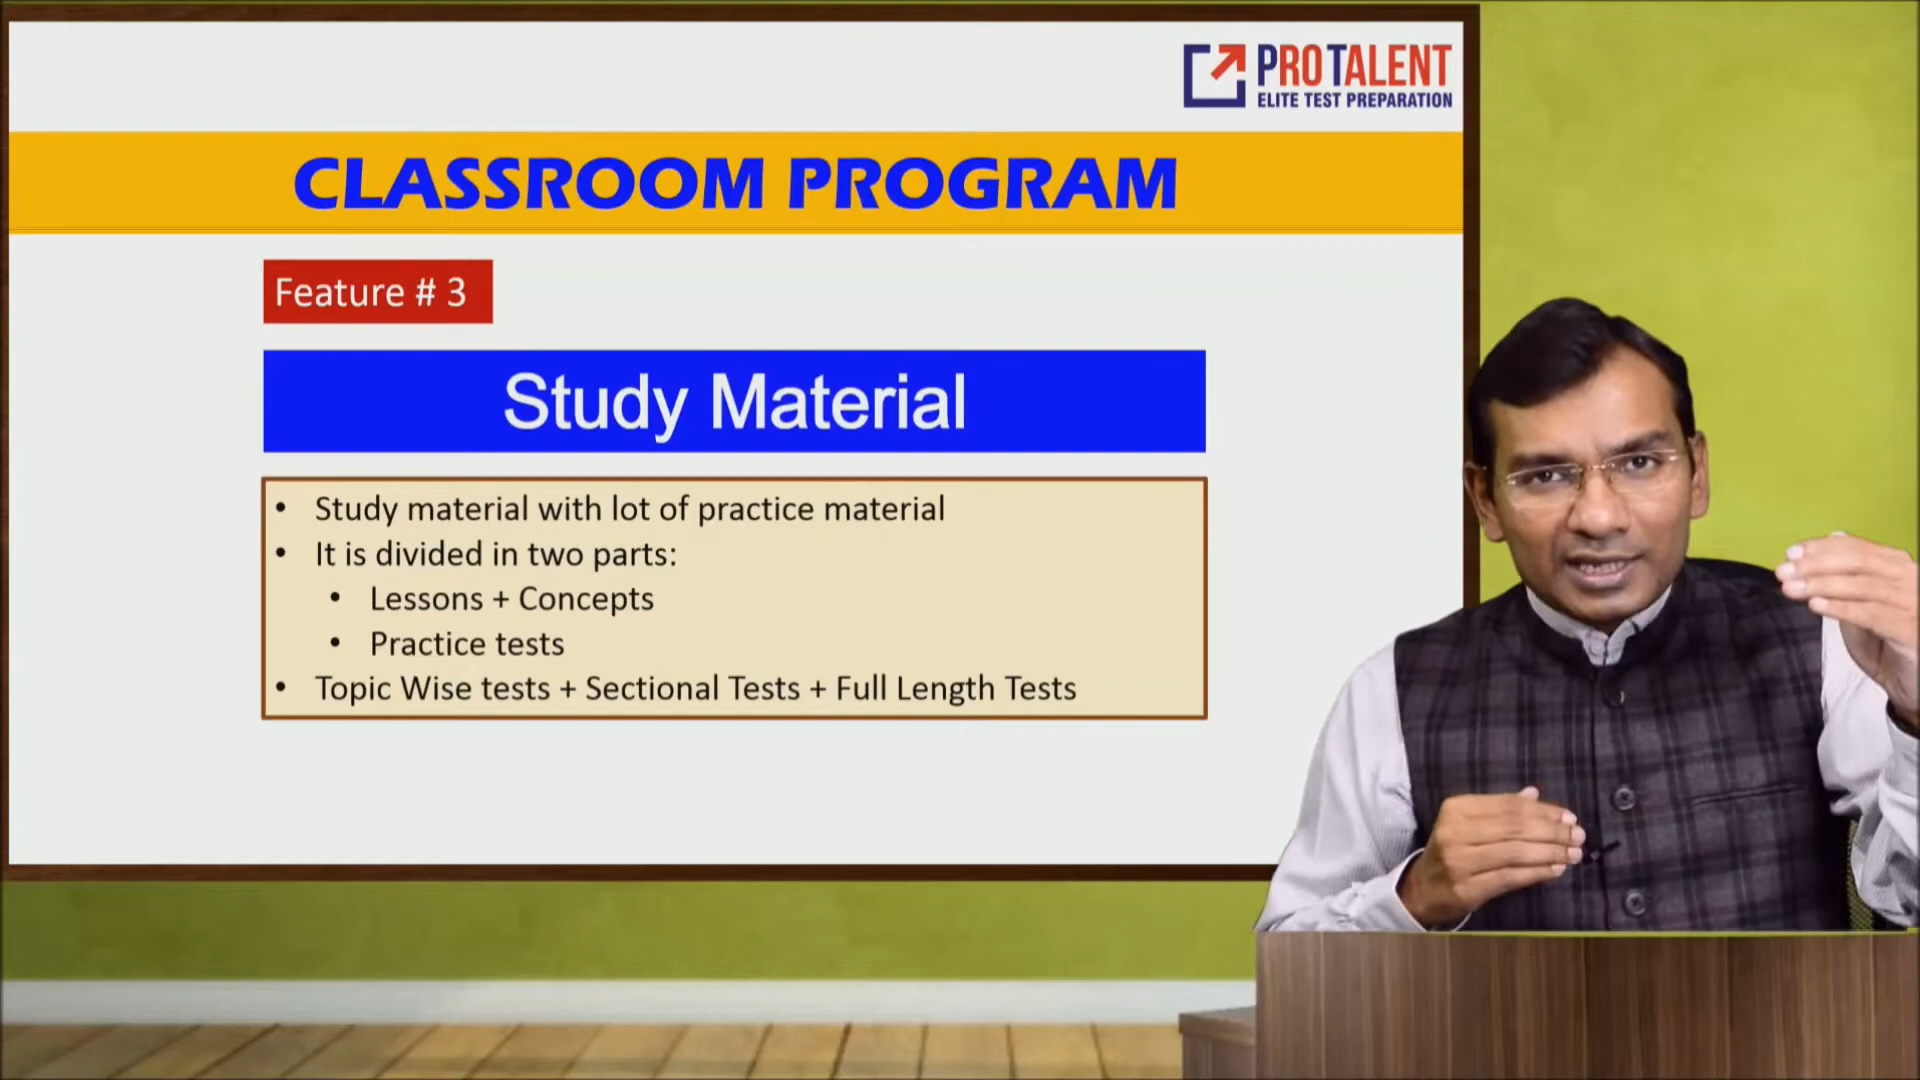 PROTALENT
ELITE TEST PREPARATION
CLASSROOM PROGRAM
Feature # 3
Study Material
• Study material with lot of practice material
• It is divided in two parts:
• Lessons + Concepts
• Practice tests
• Topic Wise tests + Sectional Tests + Full Length Tests